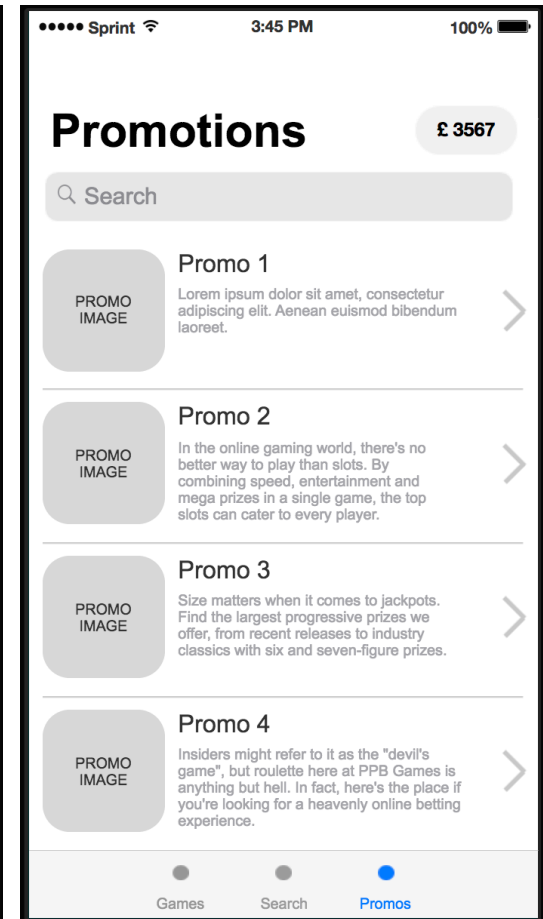 Sprint 3:45 PM 100%
Promotions £ 3567
Search
PROMO
IMAGE
Promo 1
Lorem ipsum dolor sit amet, consectetur
adipiscing elit. Aenean euismod bibendum
laoreet.
PROMO
IMAGE
Promo 2
In the online gaming world, there's no
better way to play than slots. By
combining speed, entertainment and
mega prizes in a single game, the top
slots can cater to every player.
PROMO
IMAGE
Promo 3
Size matters when it comes to jackpots.
Find the largest progressive prizes we
offer, from recent releases to industry
classics with six and seven-figure prizes.
PROMO
IMAGE
Promo 4
Insiders might refer to it as the "devil's
game", but roulette here at PPB Games is
anything but hell. In fact, here's the place if
you're looking for a heavenly online betting
experience.
Games Search Promos